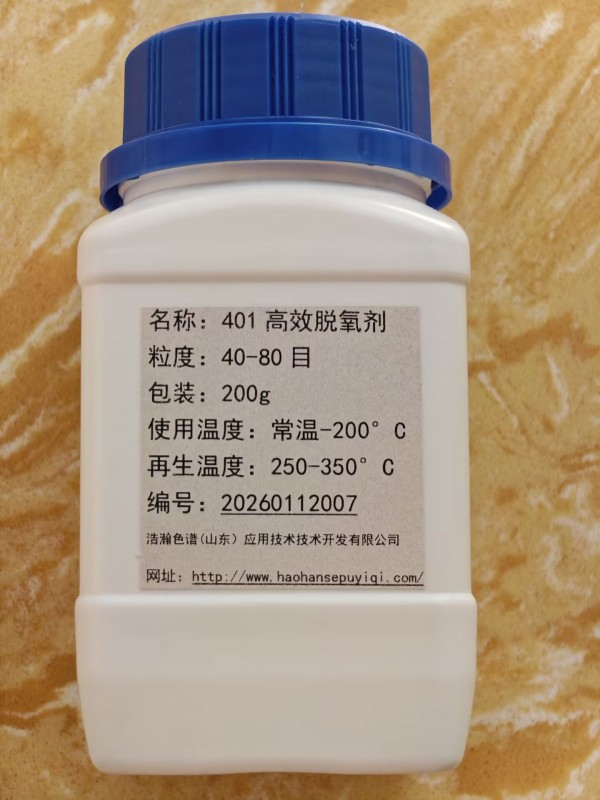 名称：401 高效脱氧剂
粒度：40-80 目
包装：200g
使用温度：常温-200° C
再生温度：250-350° C
编号：20260112007
浩瀚色谱(山东）应用技术技术开发有限公司
网址：http://www.haohansepuyiqi.com/